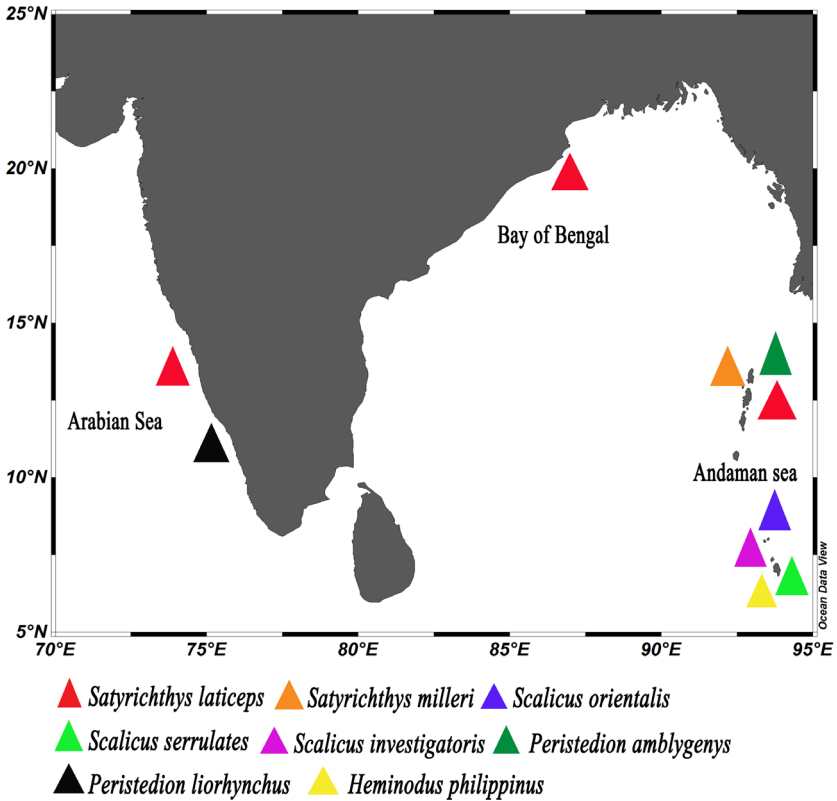 25°N
20°N
Bay of Bengal
15°N
Arabian Sea
10°N
Andaman sea
Ocean Data View
5°N
70°E 75°E 80°E 85°E 90°E 95°E
Satyrichthys laticeps Satyrichthys milleri Scalicus orientalis
Scalicus serrulates Scalicus investigatoris Peristedion amblygenys
Peristedion liorhynchus Heminodus philippinus